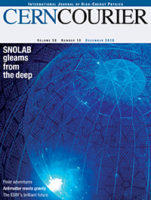 INTERNATIONAL JOURNAL OF HIGH-ENERGY PHYSICS
CERNCOURIER
VOLUME 50 NUMBER 10 DECEMBER 2010
SNOLAB
gleams
from
the deep
Polar adventures
Antimatter meets gravity
The ESRF's brilliant future